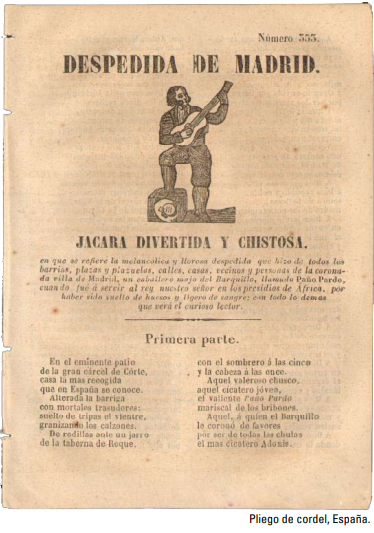 Número 333.
DESPEDIDA DE MADRID.
JACARA DIVERTIDA Y CHISTOSA,
en que se refiere la melancólica y llorosa despedida que hizo de todos los
barrios, plazas y plazuelas, calles, casas, vecinos y personas de la corona-
da villa de Madrid, un caballero majo del Barquillo, llamado Paño Pardo,
cuando fué á servir al rey nuestro señor en los presidios de Africa, por
haber sido suelto de huesos y ligero de sangre; con todo lo demas
que verá el curioso lector.
Primera parte.
En el eminente patio
de la gran cárcel de Córte,
casa la mas recogida
que en España se conoce.
Alterada la barriga
con mortales trasudores:
suelto de tripas el vientre,
granizando los calzones.
De rodillas ante un jarro
de la taberna de Roque.
con el sombrero á las cinco
y la cabeza á las once.
Aquel valeroso chusco,
aquel cicatero jóven,
el valiente Paño Pardo
mariscal de los bribones.
Aquel, á quien el Barquillo
le coronó de favores
por ser de todas las chulas
el mas cicatero Adonis.
Pliego de cordel, España.